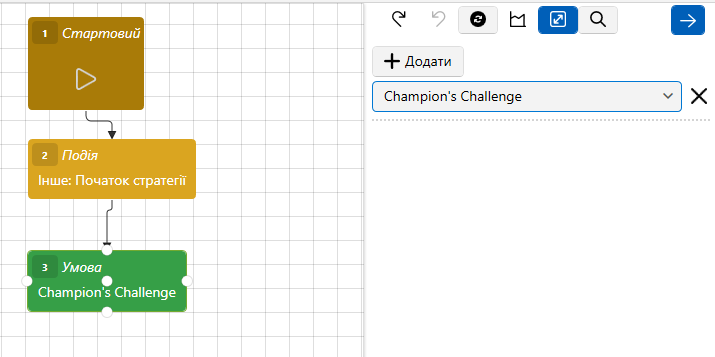 1 Стартовий
2 Подія
Інше: Початок стратегії
3 Умова
Champion's Challenge
Додати
Champion's Challenge